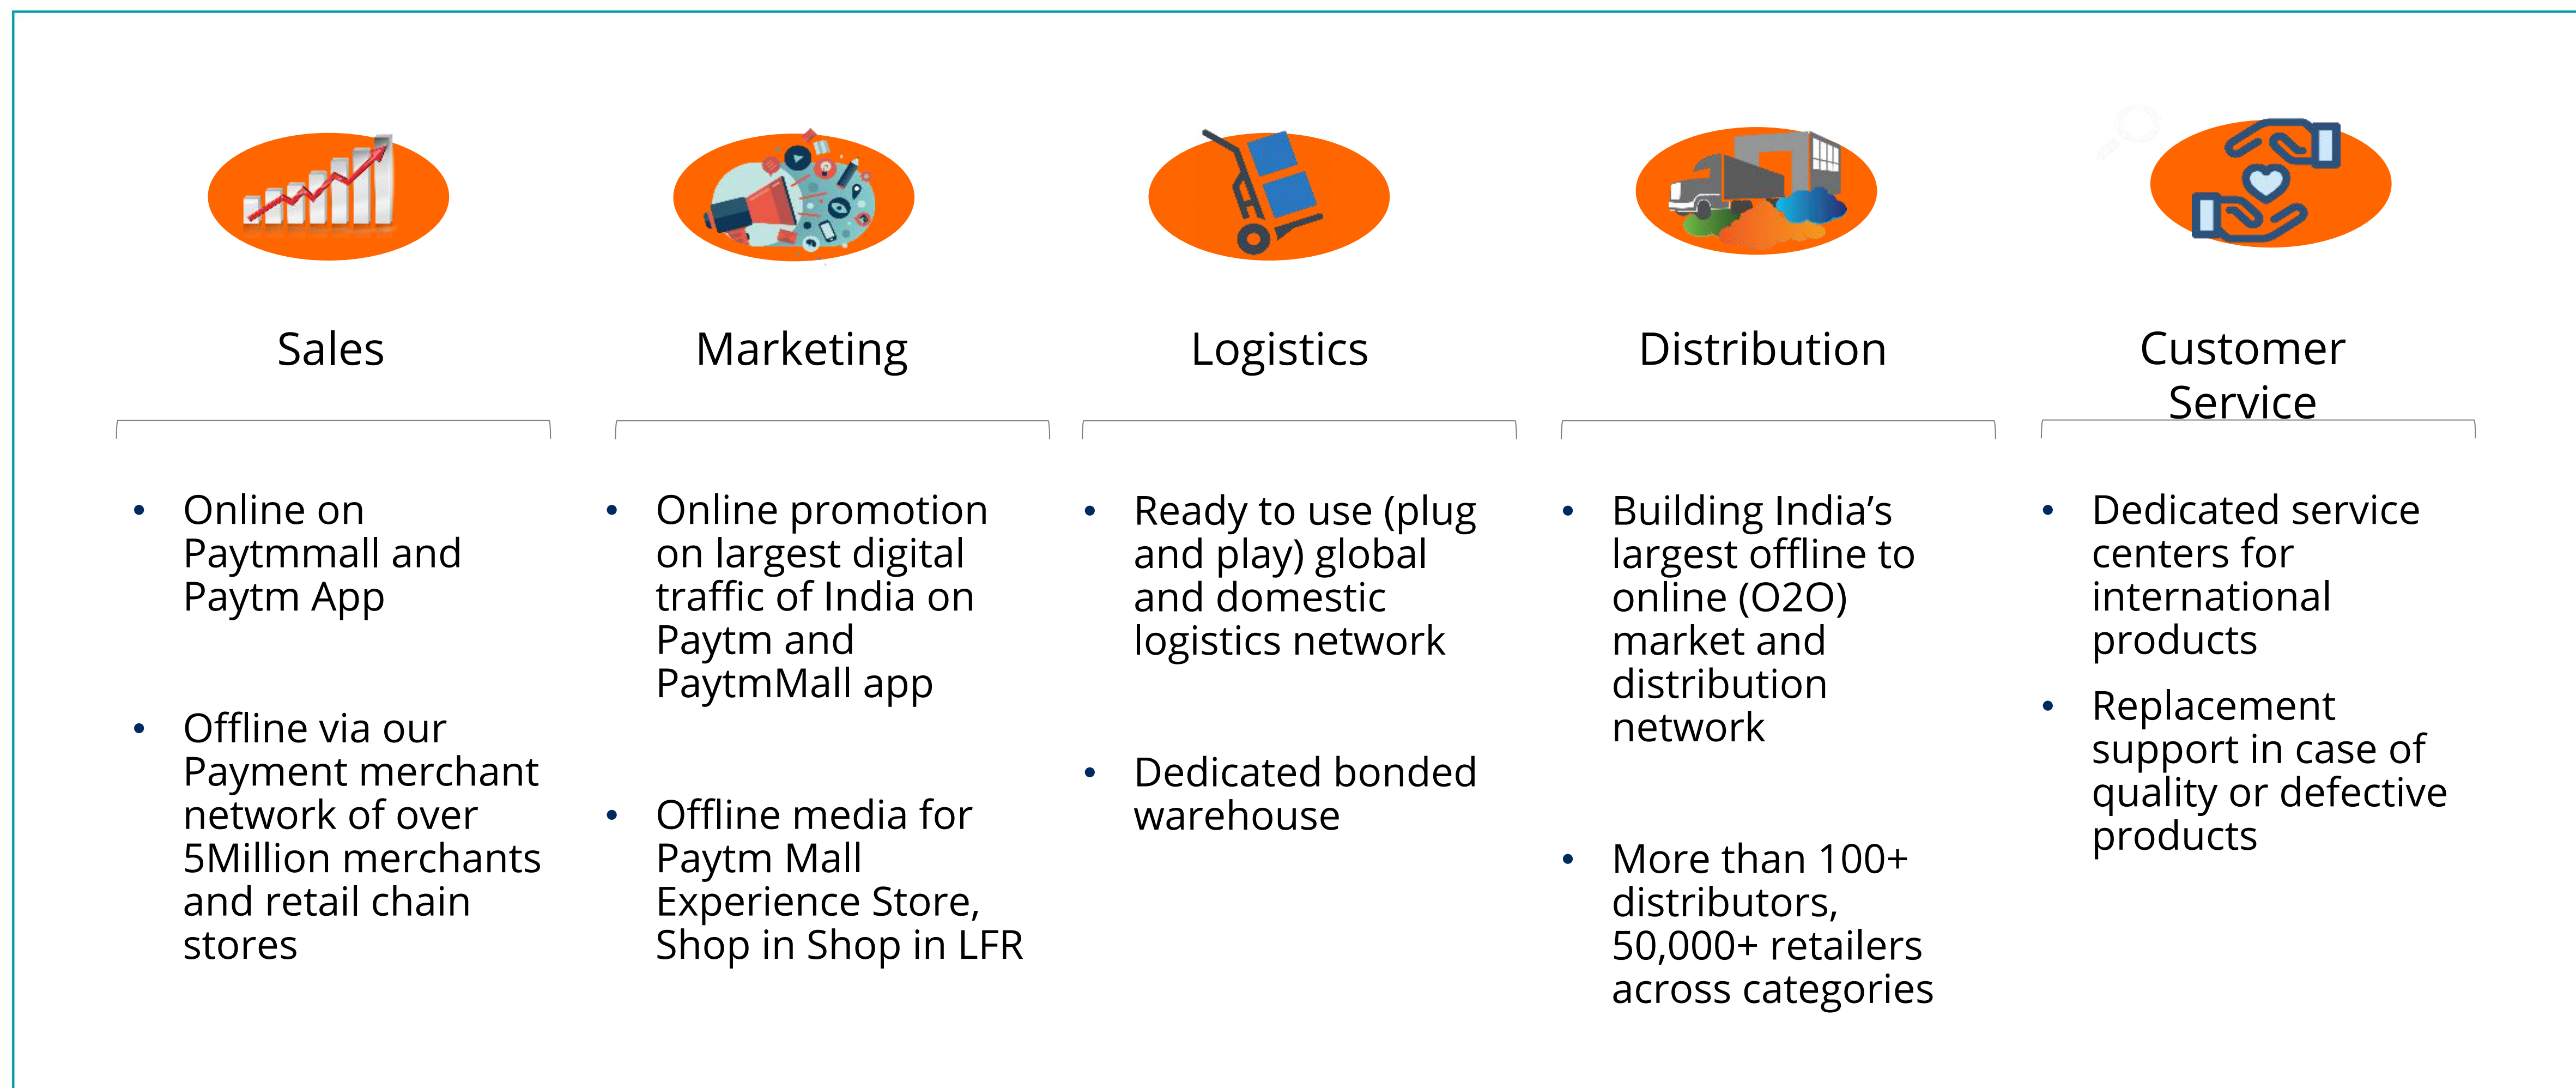 Sales
Marketing
Logistics
Distribution
Customer
Service
• Online on
Paytmmall and
Paytm App
• Offline via our
Payment merchant
network of over
5Million merchants
and retail chain
stores
• Online promotion
on largest digital
traffic of India on
Paytm and
PaytmMall app
• Offline media for
Paytm Mall
Experience Store,
Shop in Shop in LFR
• Ready to use (plug
and play) global
and domestic
logistics network
• Dedicated bonded
warehouse
• Building India’s
largest offline to
online (O2O)
market and
distribution
network
• More than 100+
distributors,
50,000+ retailers
across categories
• Dedicated service
centers for
international
products
• Replacement
support in case of
quality or defective
products